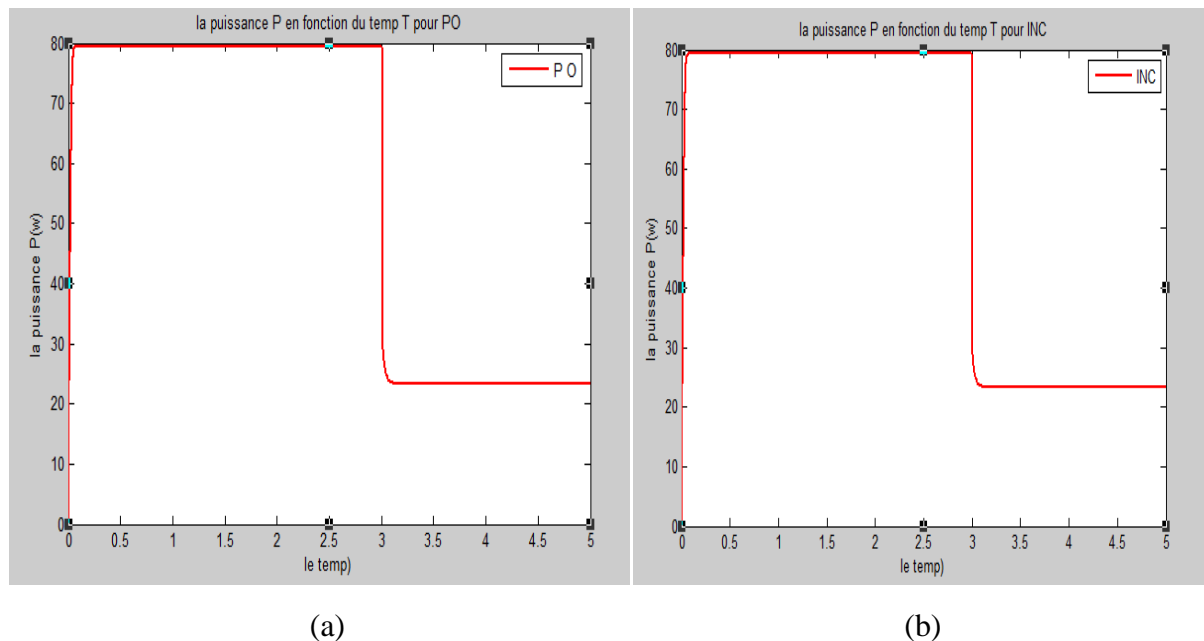 la puissance P en fonction du temp T pour PO
80
70
60
50
40
30
20
10
0
la puissance P(w)
P O
0 0.5 1 1.5 2 2.5 3 3.5 4 4.5 5
le temp)
(a)
la puissance P en fonction du temp T pour INC
80
70
60
50
40
30
20
10
0
la puissance P(w)
INC
0 0.5 1 1.5 2 2.5 3 3.5 4 4.5 5
le temp)
(b)